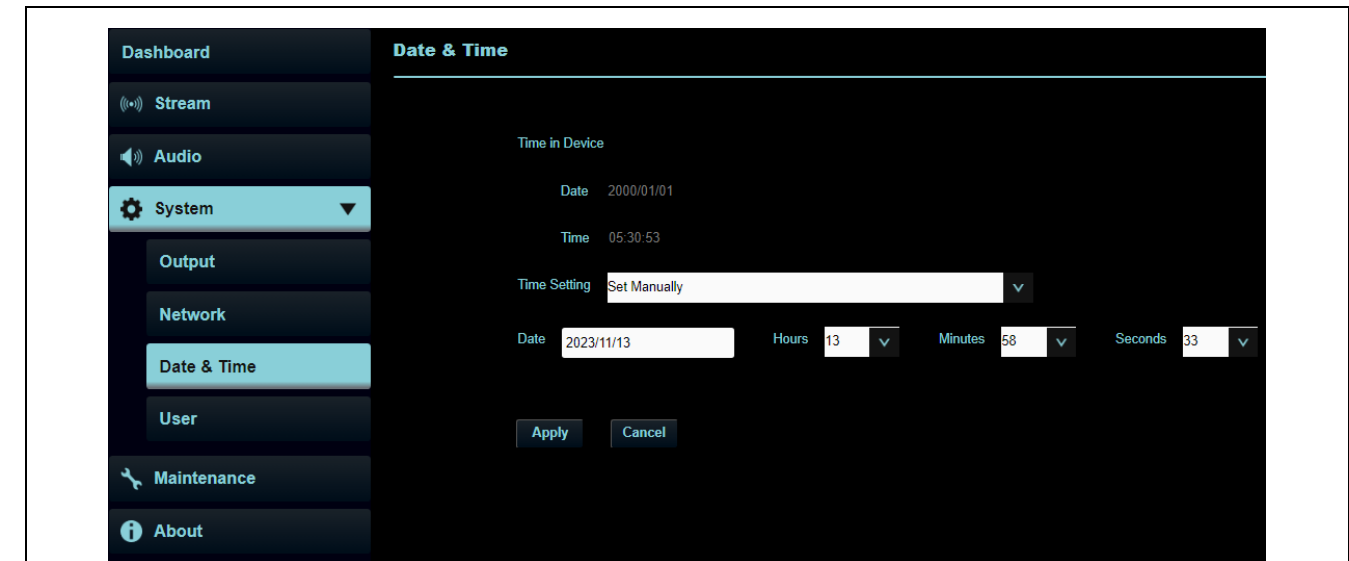 Dashboard
Stream
Audio
System
Output
Network
Date & Time
User
Maintenance
About
Date & Time
Time in Device
Date 2000/01/01
Time 05:30:53
Time Setting Set Manually
Date 2023/11/13 Hours 13 Minutes 58 Seconds 33
Apply Cancel